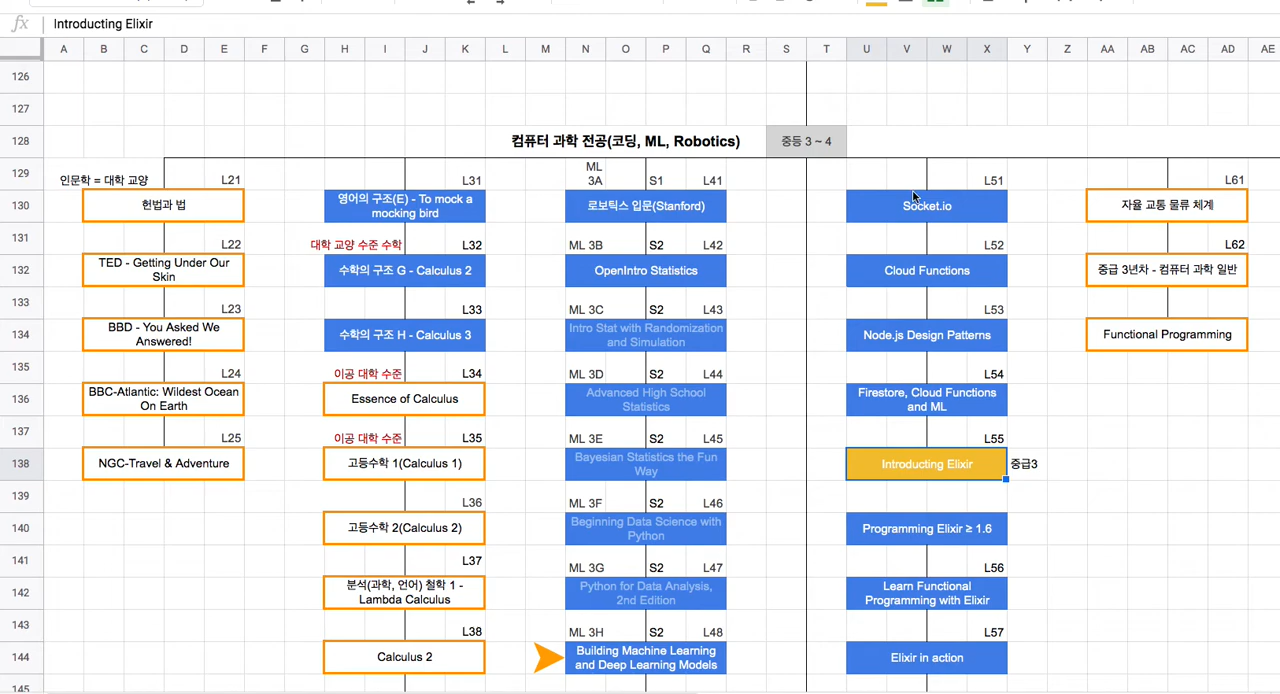 fx Introducting Elixir
A B C D E F G H I J K L M N O P Q R S T U V W X Y Z AA AB AC AD AE
126
127
128 컴퓨터 과학 전공(코딩, ML, Robotics) 중등 3 ~ 4
129 인문학 = 대학 교양 L21 L31 ML 3A S1 L41 L51 L61
130
헌법과 법
영어의 구조(E) - To mock a
mocking bird
로보틱스 입문(Stanford)
Socket.io
자율 교통 물류 체계
131 L22 대학 교양 수준 수학 L32 ML 3B S2 L42 L52 L62
132
TED - Getting Under Our
Skin
수학의 구조 G - Calculus 2
OpenIntro Statistics
Cloud Functions
중급 3년차 - 컴퓨터 과학 일반
133 L23 L33 ML 3C S2 L43 L53
134
BBD - You Asked We
Answered!
수학의 구조 H - Calculus 3
Intro Stat with Randomization
and Simulation
Node.js Design Patterns
Functional Programming
135 L24 이공 대학 수준 L34 ML 3D S2 L44 L54
136
BBC-Atlantic: Wildest Ocean
On Earth
Essence of Calculus
Advanced High School
Statistics
Firestore, Cloud Functions
and ML
137 L25 이공 대학 수준 L35 ML 3E S2 L45 L55
138
NGC-Travel & Adventure
고등수학 1(Calculus 1)
Bayesian Statistics the Fun
Way
Introducting Elixir
중급3
139 L36 ML 3F S2 L46
140
고등수학 2(Calculus 2)
Beginning Data Science with
Python
Programming Elixir ≥ 1.6
141 L37 ML 3G S2 L47 L56
142
분석(과학, 언어) 철학 1 -
Lambda Calculus
Python for Data Analysis,
2nd Edition
Learn Functional
Programming with Elixir
143 L38 ML 3H S2 L48 L57
144
Calculus 2
Building Machine Learning
and Deep Learning Models
Elixir in action
145